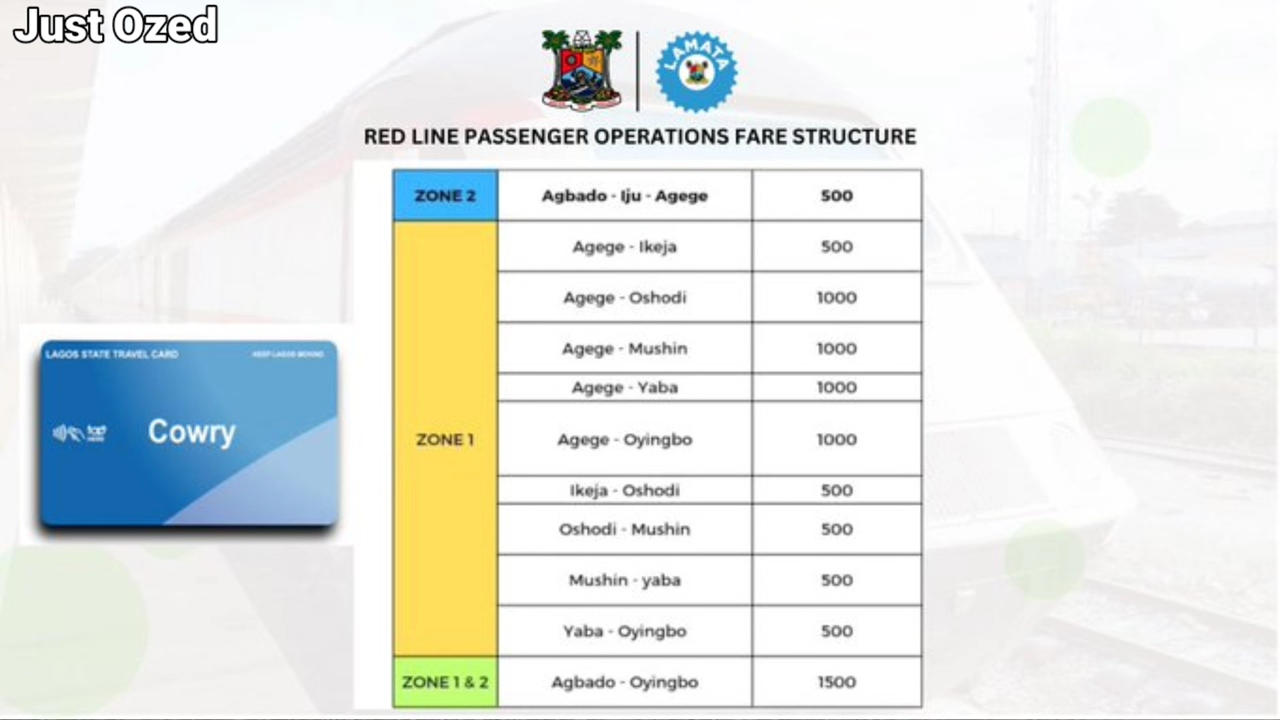 Just Ozed
LAMATA
RED LINE PASSENGER OPERATIONS FARE STRUCTURE
ZONE 2 Agbado - Iju - Agege 500
ZONE 1
Agege - Ikeja 500
Agege - Oshodi 1000
Agege - Mushin 1000
Agege - Yaba 1000
Agege - Oyingbo 1000
Ikeja - Oshodi 500
Oshodi - Mushin 500
Mushin - yaba 500
Yaba - Oyingbo 500
ZONE 1 & 2 Agbado - Oyingbo 1500
LAGOS STATE TRAVEL CARD KEEP LAGOS MOVING
tap
Cowry